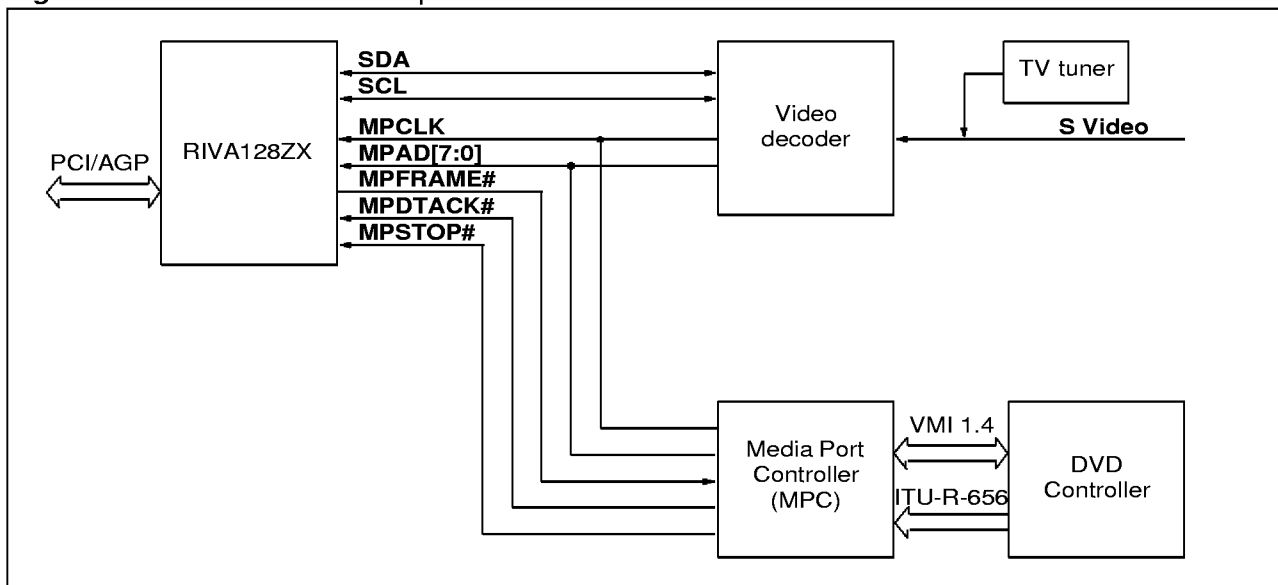 SDA
SCL
MPCLK
MPAD[7:0]
MPFRAME#
MPDTACK#
MPSTOP#
PCI/AGP
RIVA128ZX
Video
decoder
TV tuner
S Video
Media Port
Controller
(MPC)
VMI 1.4
ITU-R-656
DVD
Controller